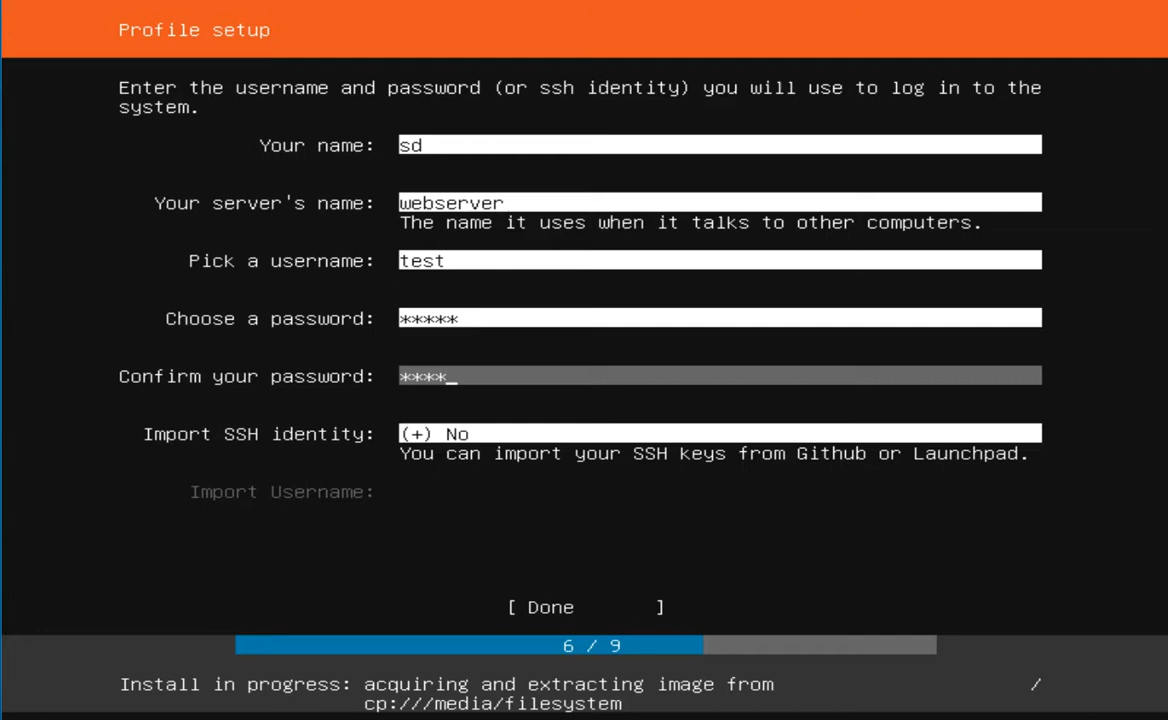 Profile setup
Enter the username and password (or ssh identity) you will use to log in to the
system.
Your name: sd
Your server's name: webserver
The name it uses when it talks to other computers.
Pick a username: test
Choose a password: *****
Confirm your password: ****_
Import SSH identity: (+) No
You can import your SSH keys from Github or Launchpad.
Import Username:
[ Done ]
6 / 9
Install in progress: acquiring and extracting image from /
cp:///media/filesystem